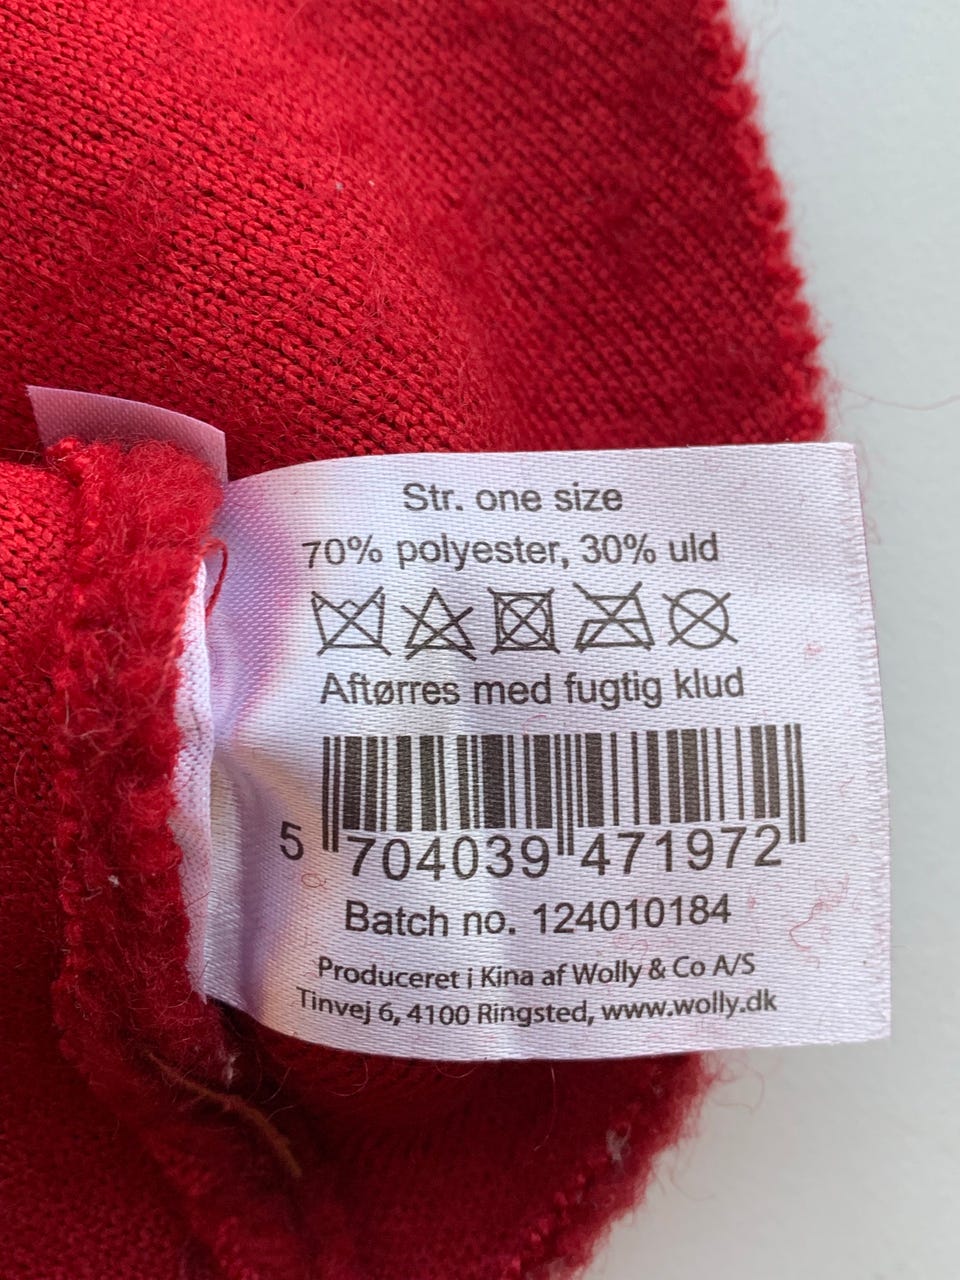 Str. one size
70% polyester, 30% uld
Aftørres med fugtig klud
5 704039 471972
Batch no. 124010184
Produceret i Kina af Wolly & Co A/S
Tinvej 6, 4100 Ringsted, www.wolly.dk